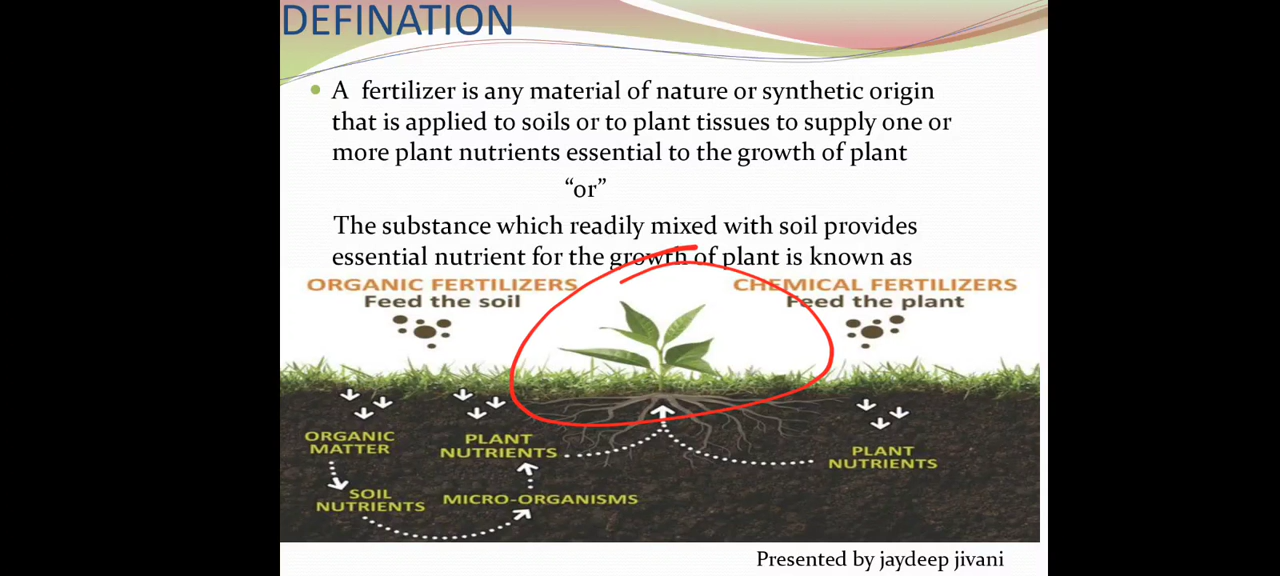 DEFINATION
A fertilizer is any material of nature or synthetic origin
that is applied to soils or to plant tissues to supply one or
more plant nutrients essential to the growth of plant
“or”
The substance which readily mixed with soil provides
essential nutrient for the growth of plant is known as
ORGANIC FERTILIZERS
Feed the soil
CHEMICAL FERTILIZERS
Feed the plant
ORGANIC
MATTER
PLANT
NUTRIENTS
PLANT
NUTRIENTS
SOIL
NUTRIENTS
MICRO-ORGANISMS
Presented by jaydeep jivani